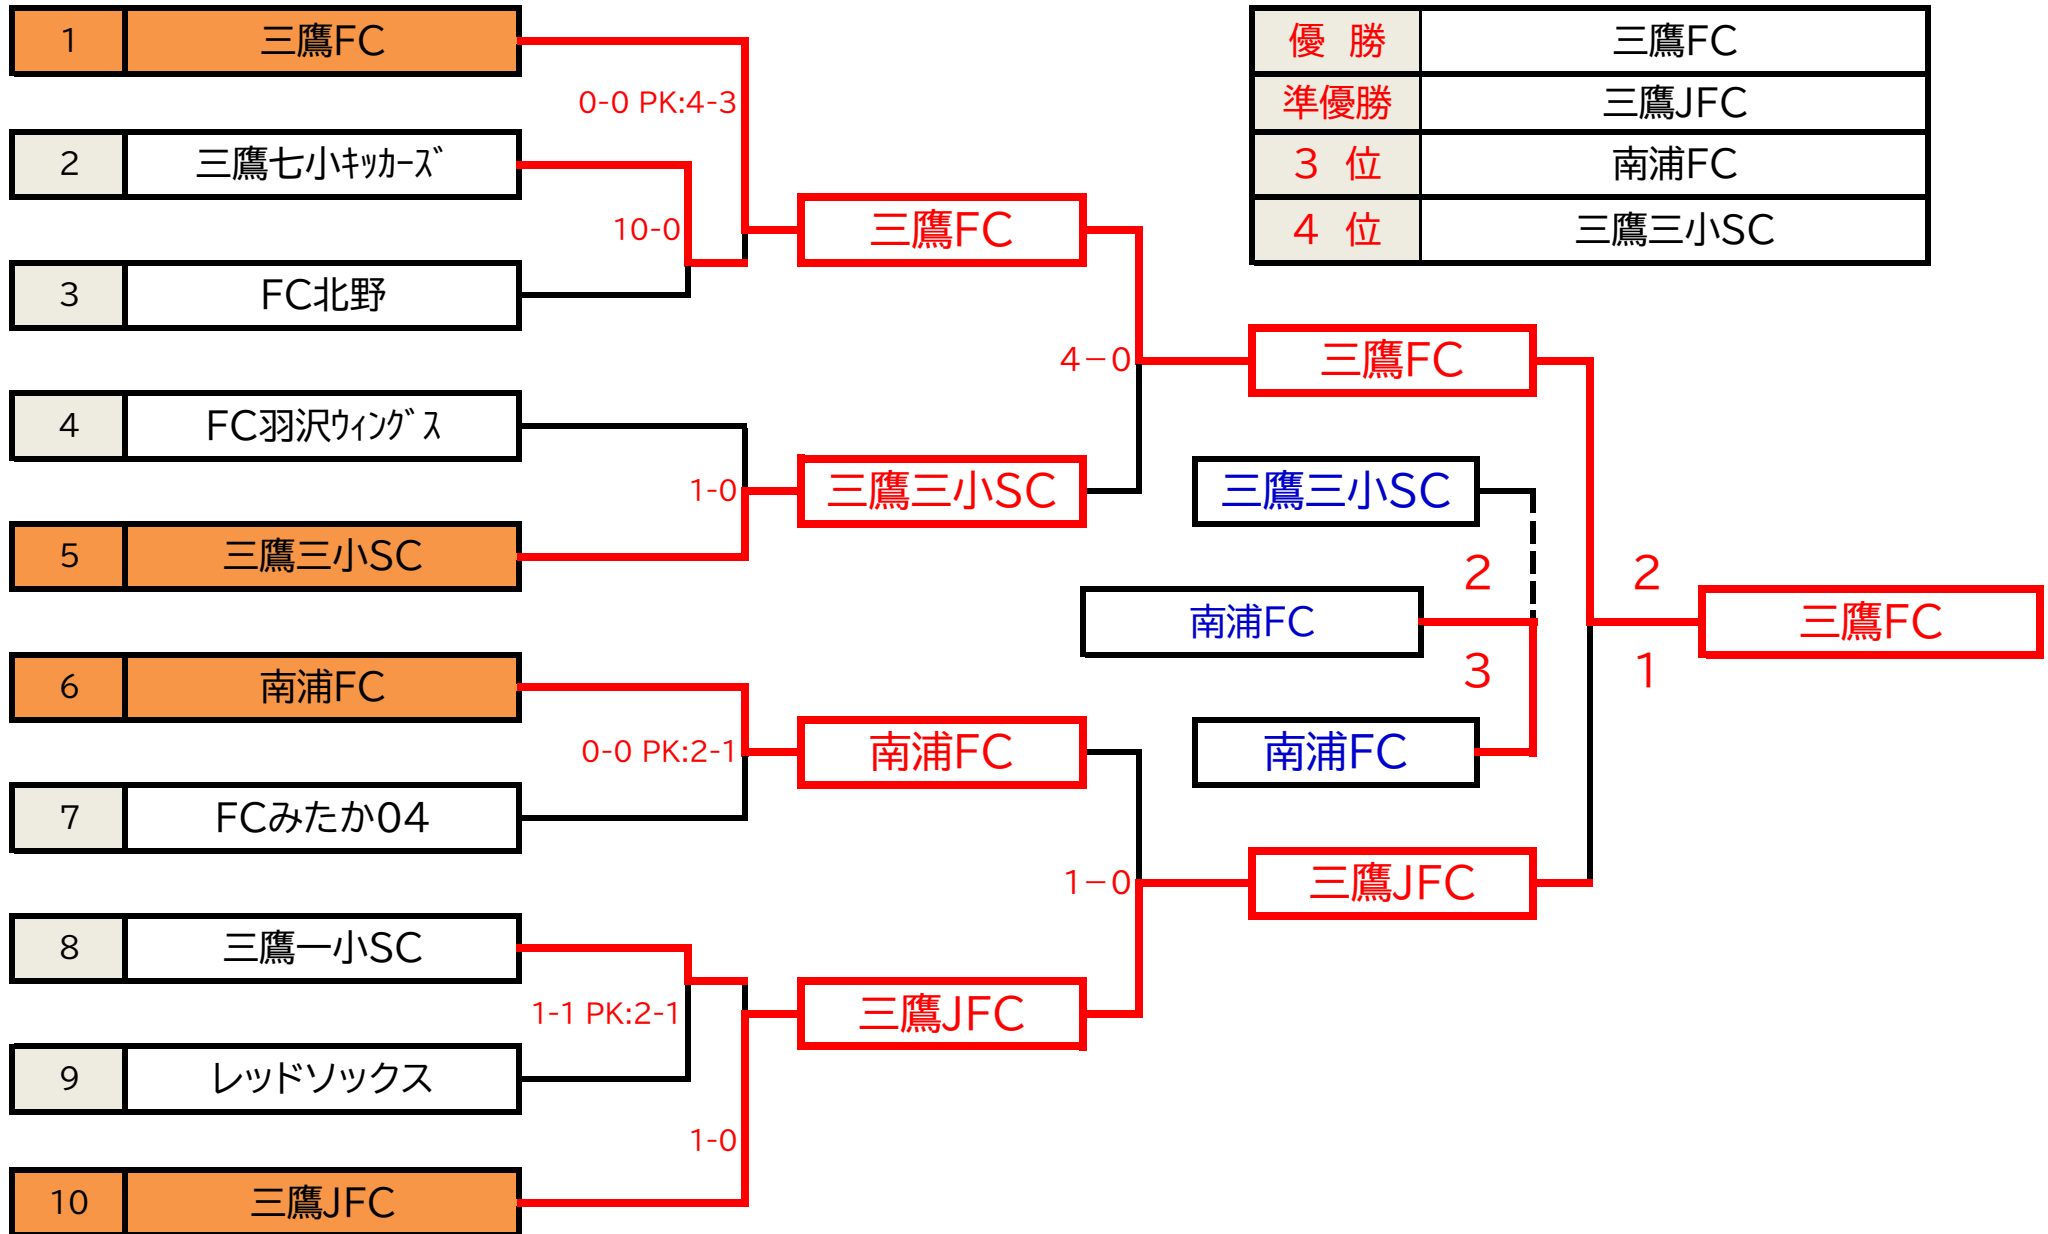 1 三鷹FC
0-0 PK:4-3
2 三鷹七小ｷｯｶｰｽﾞ
10-0
3 FC北野
4 FC羽沢ｳｨﾝｸﾞｽ
1-0
5 三鷹三小SC
6 南浦FC
0-0 PK:2-1
7 FCみたか04
8 三鷹一小SC
1-1 PK:2-1
9 レッドソックス
1-0
10 三鷹JFC
三鷹FC
4－0
三鷹三小SC
南浦FC
1－0
三鷹JFC
三鷹FC
三鷹三小SC
2
南浦FC
3
南浦FC
三鷹JFC
2
1
三鷹FC
優 勝 三鷹FC
準優勝 三鷹JFC
3 位 南浦FC
4 位 三鷹三小SC